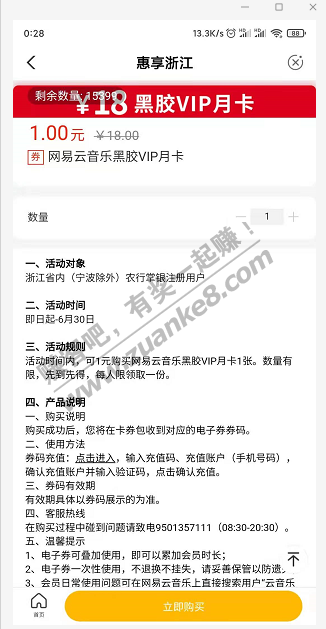 0:28
13.3K/s
88
惠享浙江
剩余数量: 15399
¥18 黑胶VIP月卡
1.00元 ¥18.00
券 网易云音乐黑胶VIP月卡
数量
1
一、活动对象
浙江省内（宁波除外）农行掌银注册用户
二、活动时间
即日起-6月30日
三、活动规则
活动时间内，可1元购买网易云音乐黑胶VIP月卡1张。数量有
限，先到先得，每人限领取一份。
四、产品说明
一、购买说明
购买成功后，您将在卡券包收到对应的电子券券码。
二、使用方法
券码充值：点击进入，输入充值码、充值账户（手机号码），
确认充值账户并输入验证码，点击确认充值。
三、券码有效期
有效期具体以券码展示的为准。
四、客服热线
在购买过程中碰到问题请致电9501357111（08:30-20:30）。
五、温馨提示
1、电子券可叠加使用，即可以累加会员时长；
2、电子券一次性使用，不退换不挂失，请妥善保管以防遗
3、会员日常使用问题可在网易云音乐上直接搜索用户“云音乐
首页
立即购买
赚客吧，有奖一起赚！
www.zuanke8.com